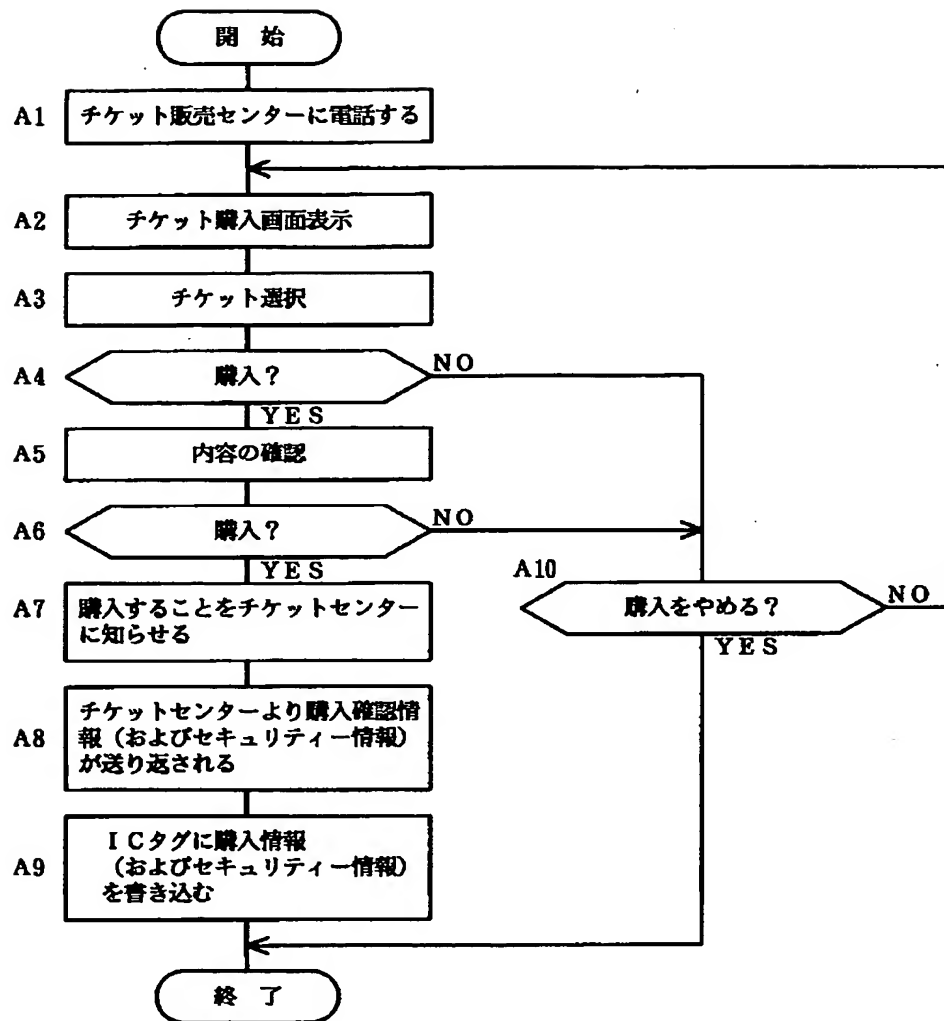 開 始
A1
チケット販売センターに電話する
A2
チケット購入画面表示
A3
チケット選択
A4
購入?
NO
YES
A5
内容の確認
A6
購入?
NO
YES
A10
購入をやめる?
NO
YES
A7
購入することをチケットセンター
に知らせる
A8
チケットセンターより購入確認情
報(およびセキュリティー情報)
が送り返される
A9
ICタグに購入情報
(およびセキュリティー情報)
を書き込む
終 了